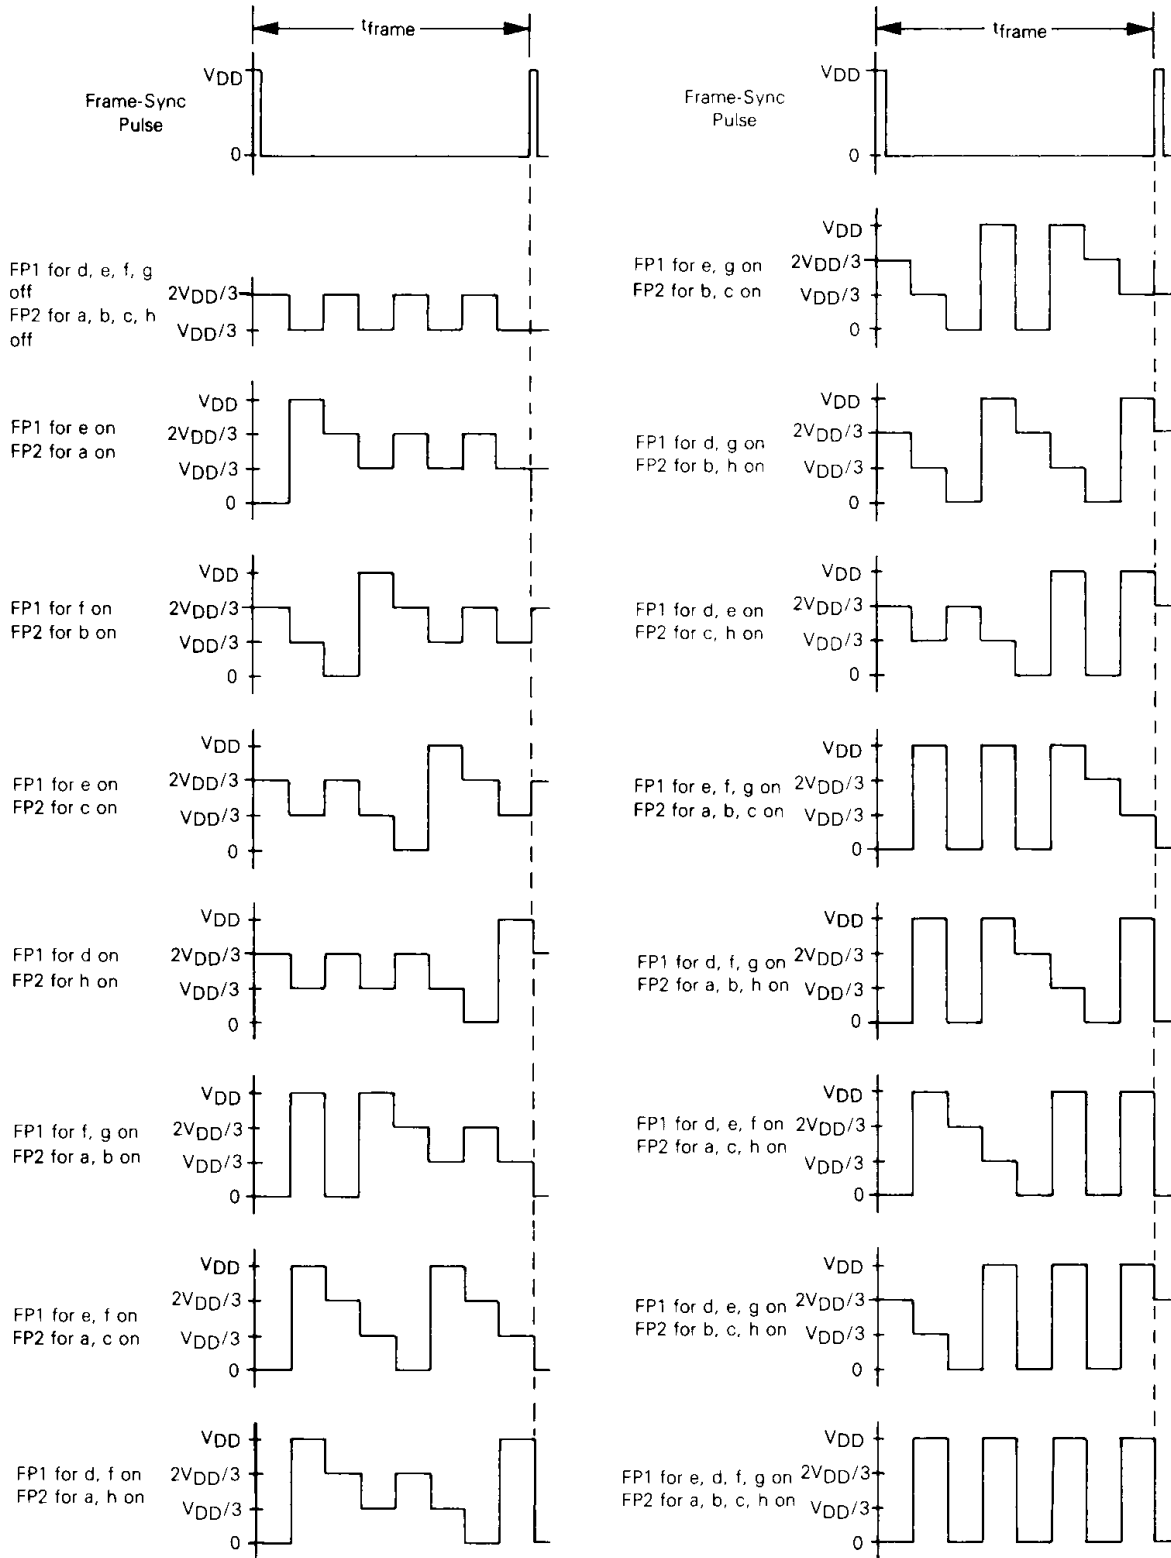 tframe
VDD
Frame-Sync
Pulse
0
FP1 for d, e, f, g
off
FP2 for a, b, c, h
off
2VDD/3
VDD/3
FP1 for e on
FP2 for a on
VDD
2VDD/3
VDD/3
0
FP1 for f on
FP2 for b on
VDD
2VDD/3
VDD/3
0
FP1 for e on
FP2 for c on
VDD
2VDD/3
VDD/3
0
FP1 for d on
FP2 for h on
VDD
2VDD/3
VDD/3
0
FP1 for f, g on
FP2 for a, b on
VDD
2VDD/3
VDD/3
0
FP1 for e, f on
FP2 for a, c on
VDD
2VDD/3
VDD/3
0
FP1 for d, f on
FP2 for a, h on
VDD
2VDD/3
VDD/3
0
tframe
VDD
Frame-Sync
Pulse
0
FP1 for e, g on
FP2 for b, c on
VDD
2VDD/3
VDD/3
0
FP1 for d, g on
FP2 for b, h on
VDD
2VDD/3
VDD/3
0
FP1 for d, e on
FP2 for c, h on
VDD
2VDD/3
VDD/3
0
FP1 for e, f, g on
FP2 for a, b, c on
VDD
2VDD/3
VDD/3
0
FP1 for d, f, g on
FP2 for a, b, h on
VDD
2VDD/3
VDD/3
0
FP1 for d, e, f on
FP2 for a, c, h on
VDD
2VDD/3
VDD/3
0
FP1 for d, e, g on
FP2 for b, c, h on
VDD
2VDD/3
VDD/3
0
FP1 for e, d, f, g on
FP2 for a, b, c, h on
VDD
2VDD/3
VDD/3
0